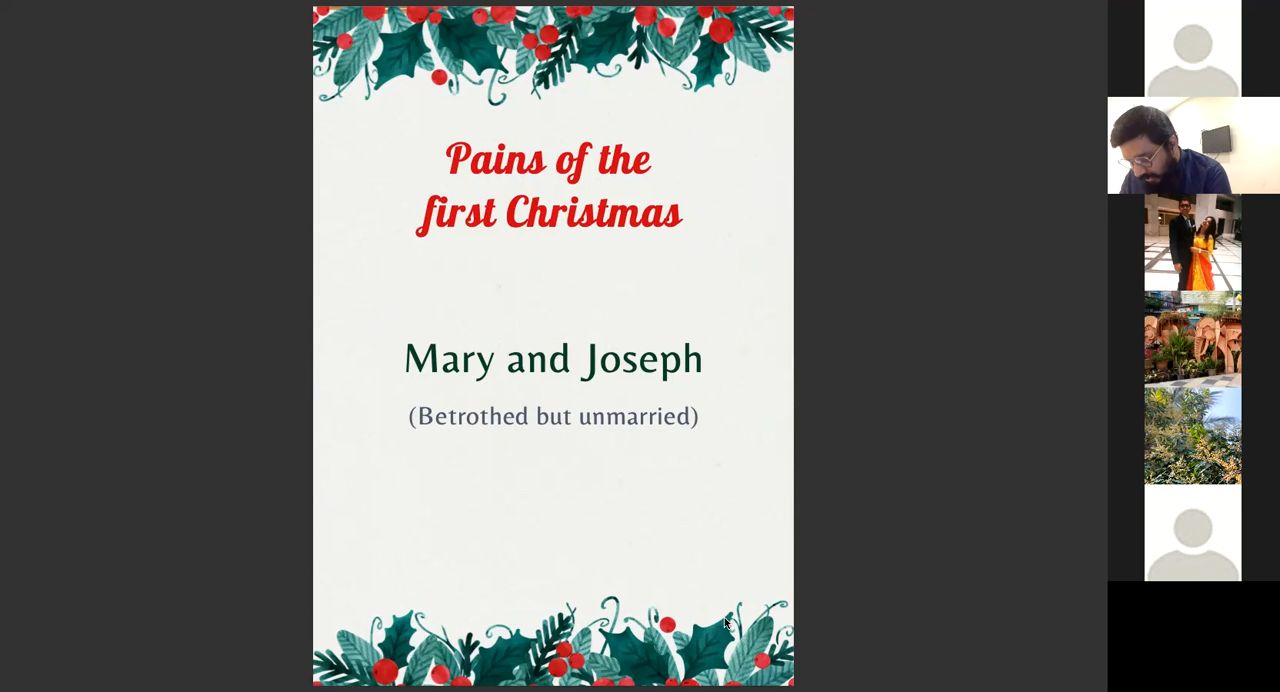 Pains of the
first Christmas
Mary and Joseph
(Betrothed but unmarried)